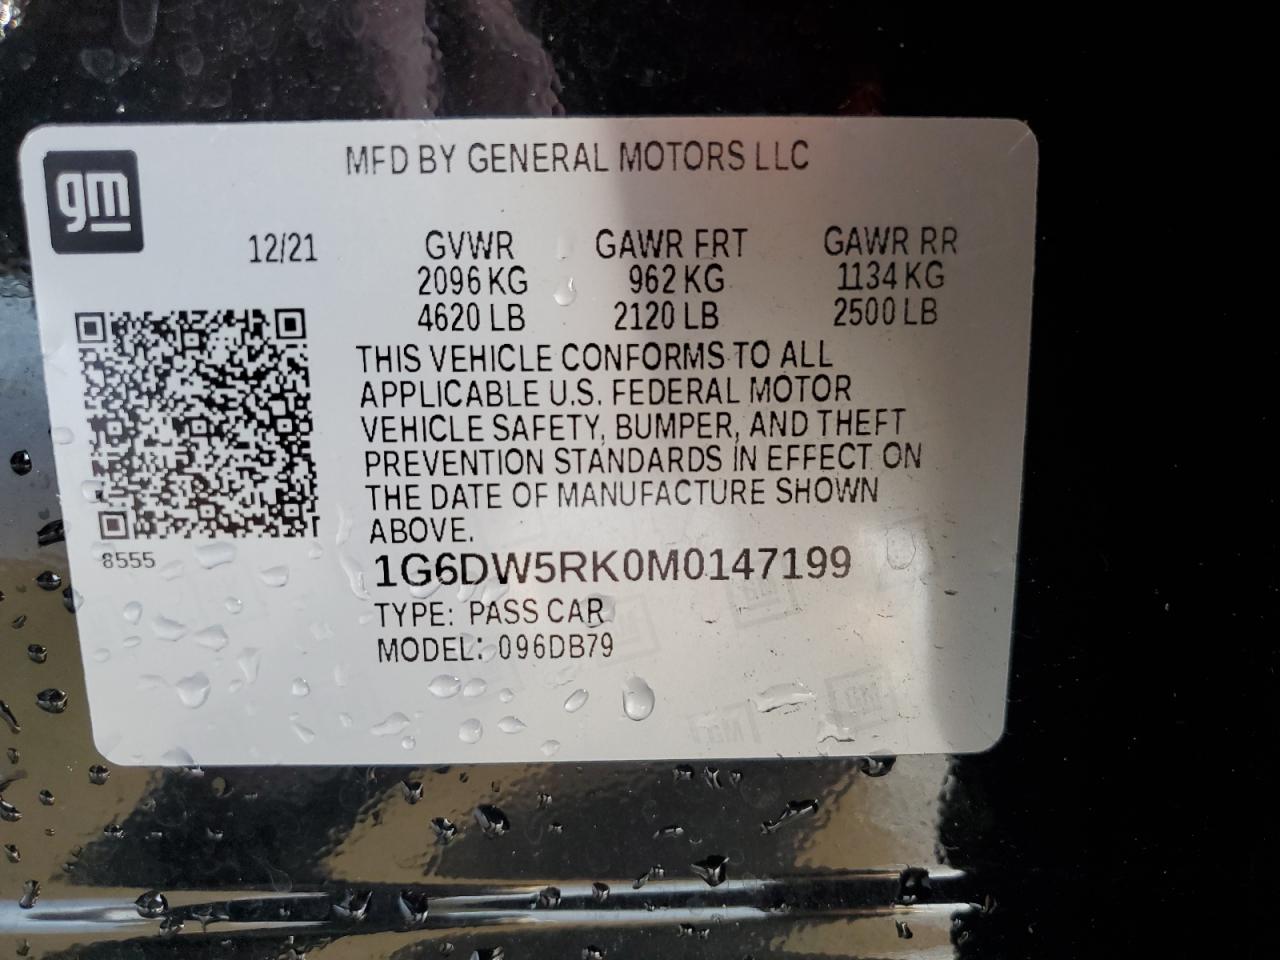 MFD BY GENERAL MOTORS LLC
gm
12/21 GVWR GAWR FRT GAWR RR
2096 KG 962 KG 1134 KG
4620 LB 2120 LB 2500 LB
THIS VEHICLE CONFORMS TO ALL
APPLICABLE U.S. FEDERAL MOTOR
VEHICLE SAFETY, BUMPER, AND THEFT
PREVENTION STANDARDS IN EFFECT ON
THE DATE OF MANUFACTURE SHOWN
ABOVE.
8555
1G6DW5RK0M0147199
TYPE: PASS CAR
MODEL: 096DB79